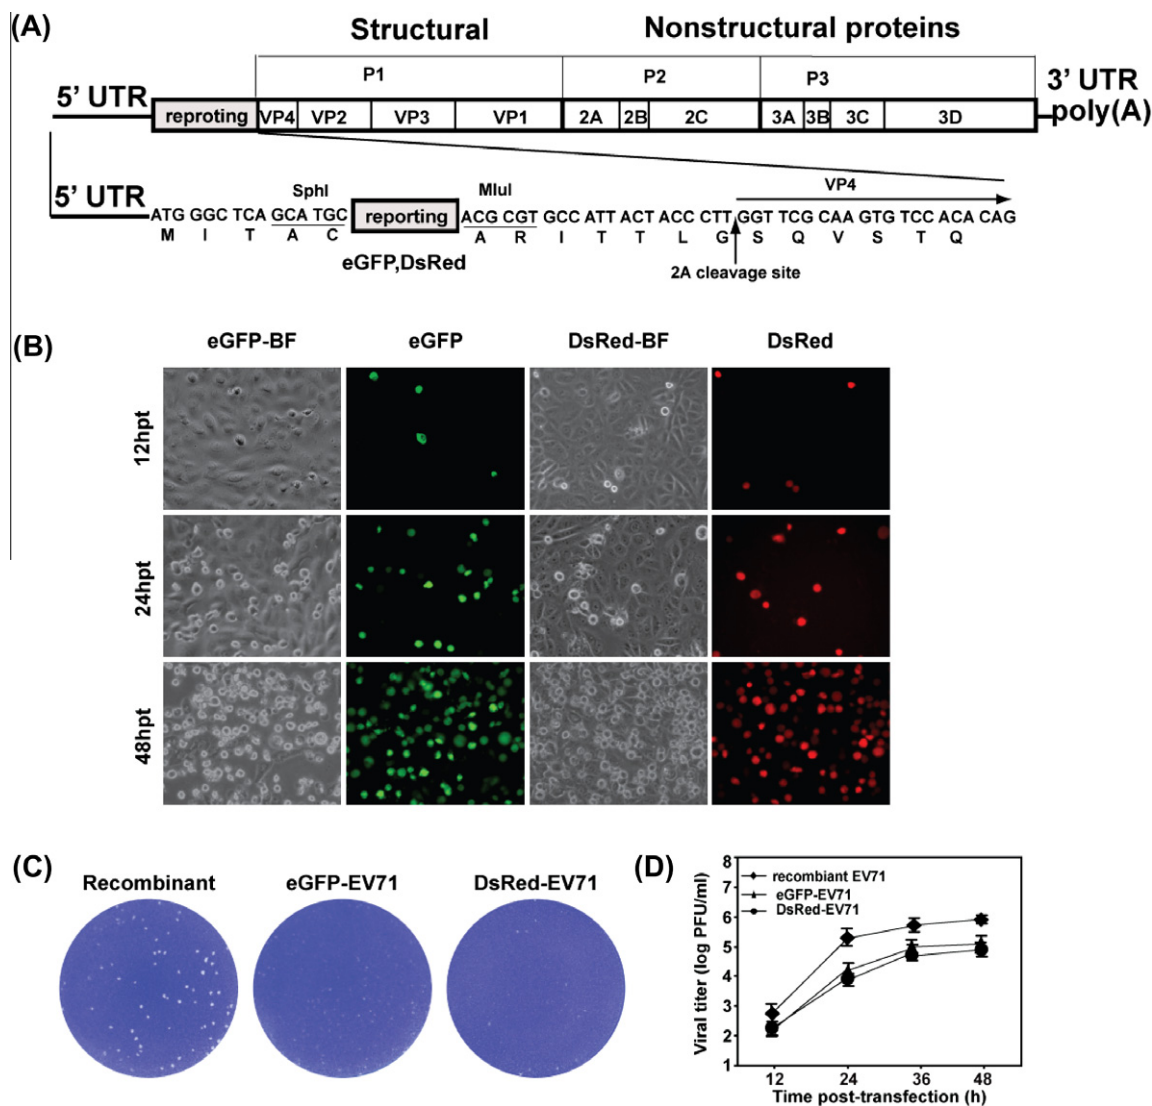 (A)
Structural Nonstructural proteins
P1 P2 P3
5' UTR 3' UTR
reproting VP4 VP2 VP3 VP1 2A 2B 2C 3A 3B 3C 3D poly(A)
SphI MluI VP4
5' UTR ATG GGC TCA GCA TGC reporting ACG CGT GCC ATT ACT ACC CTT GGT TCG CAA GTG TCC ACA CAG
M I T A C A R I T T L G S Q V S T Q
eGFP,DsRed
2A cleavage site
(B)
eGFP-BF eGFP DsRed-BF DsRed
12hpt
24hpt
48hpt
(C)
Recombinant eGFP-EV71 DsRed-EV71
(D)
8
7
6
5
4
3
2
1
Viral titer (log PFU/ml)
recombiant EV71
eGFP-EV71
DsRed-EV71
12 24 36 48
Time post-transfection (h)